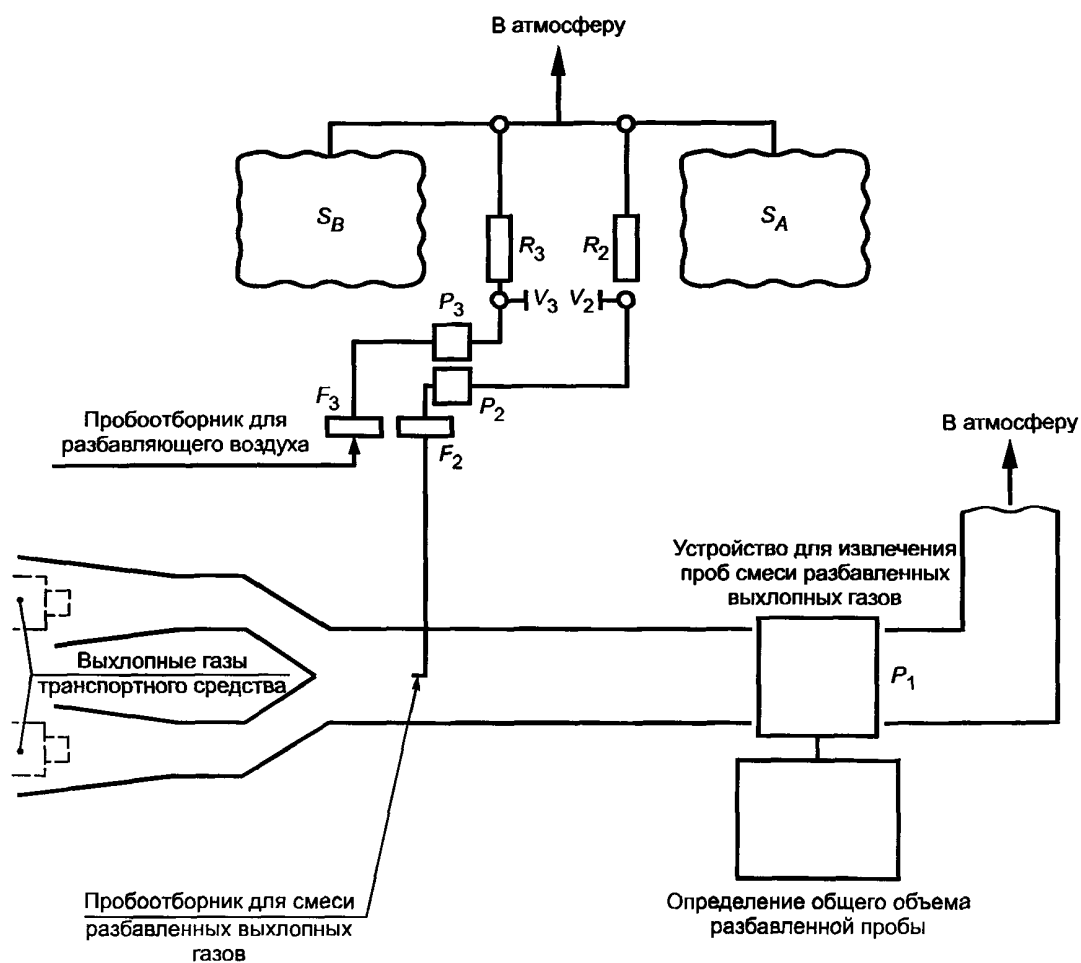 В атмосферу
S_B
S_A
R_3
R_2
V_3
V_2
P_3
P_2
F_3
F_2
Пробоотборник для
разбавляющего воздуха
В атмосферу
Устройство для извлечения
проб смеси разбавленных
выхлопных газов
Выхлопные газы
транспортного средства
P_1
Пробоотборник для смеси
разбавленных выхлопных
газов
Определение общего объема
разбавленной пробы